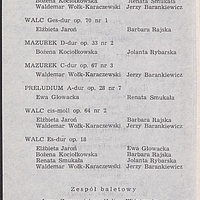 Bożena Kociołkowska Renata Smukała
Waldemar Wołk-Karaczewski Jerzy Barankiewicz
WALC Ges-dur op. 70 nr 1
Elżbieta Jaroń Barbara Rajska
MAZUREK D-dur op. 33 nr 2
Bożena Kociołkowska Jolanta Rybarska
MAZUREK C-dur op. 67 nr 3
Waldemar Wołk-Karaczewski Jerzy Barankiewicz
PRELUDIUM A-dur op. 28 nr 7
Ewa Głowacka Renata Smukała
WALC cis-moll op. 64 nr 2
Elżbieta Jaroń Barbara Rajska
Waldemar Wołk-Karaczewski Jerzy Barankiewicz
WALC Es-dur op. 18
Elżbieta Jaroń Ewa Głowacka
Bożena Kociołkowska Barbara Rajska
Renata Smukała Jolanta Rybarska
Waldemar Wołk-Karaczewski Jerzy Barankiewicz
Zespół baletowy